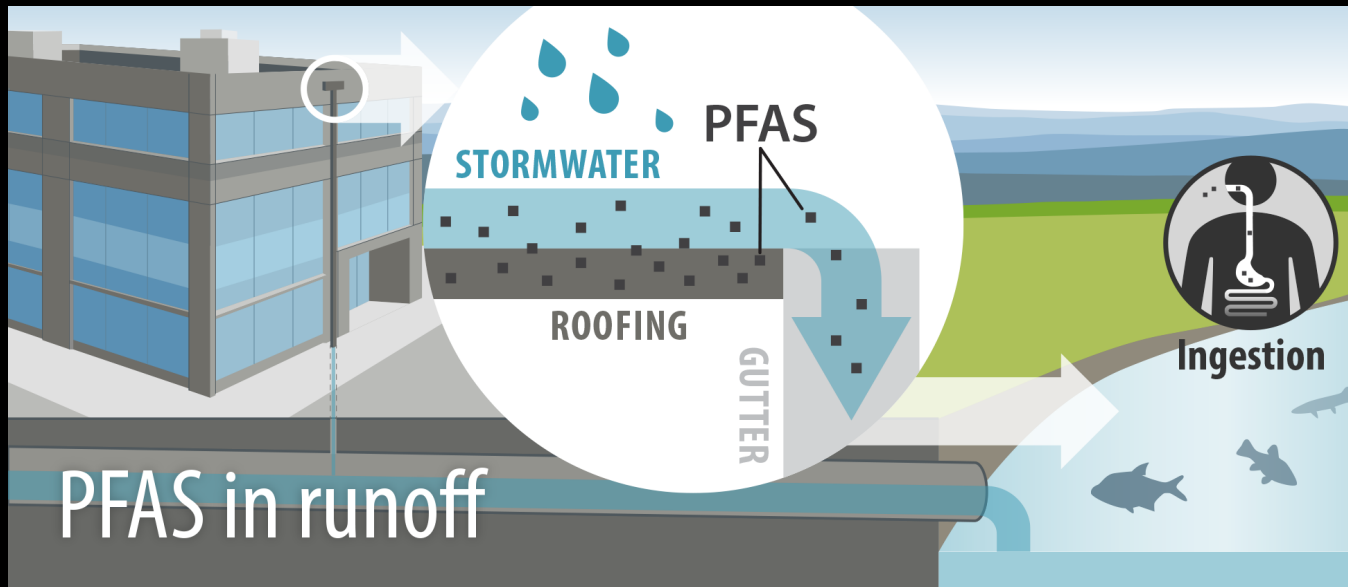 PFAS
STORMWATER
ROOFING
GUTTER
Ingestion
PFAS in runoff